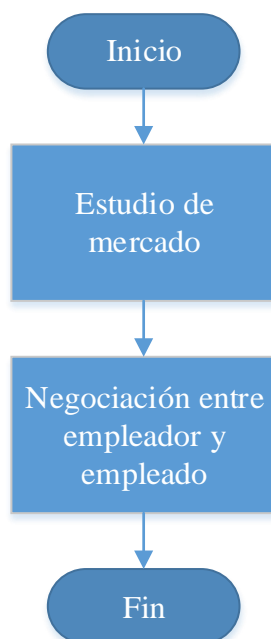 Inicio
Estudio de
mercado
Negociación entre
empleador y
empleado
Fin